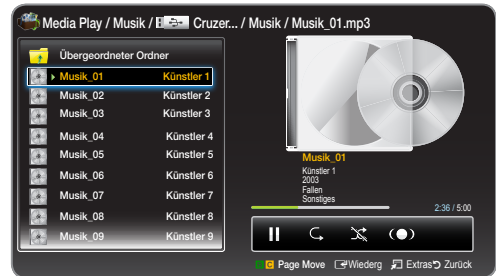 Media Play / Musik / Cruzer... / Musik / Musik_01.mp3
Übergeordneter Ordner
Musik_01 Künstler 1
Musik_02 Künstler 2
Musik_03 Künstler 3
Musik_04 Künstler 4
Musik_05 Künstler 5
Musik_06 Künstler 6
Musik_07 Künstler 7
Musik_08 Künstler 8
Musik_09 Künstler 9
Musik_01
Künstler 1
2003
Fallen
Sonstiges
2:36 / 5:00
C Page Move Wiederg Extras Zurück